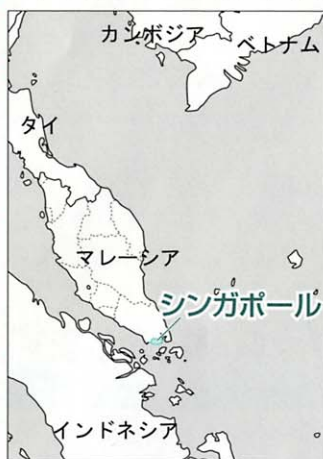 カンボジア
ベトナム
タイ
マレーシア
シンガポール
インドネシア